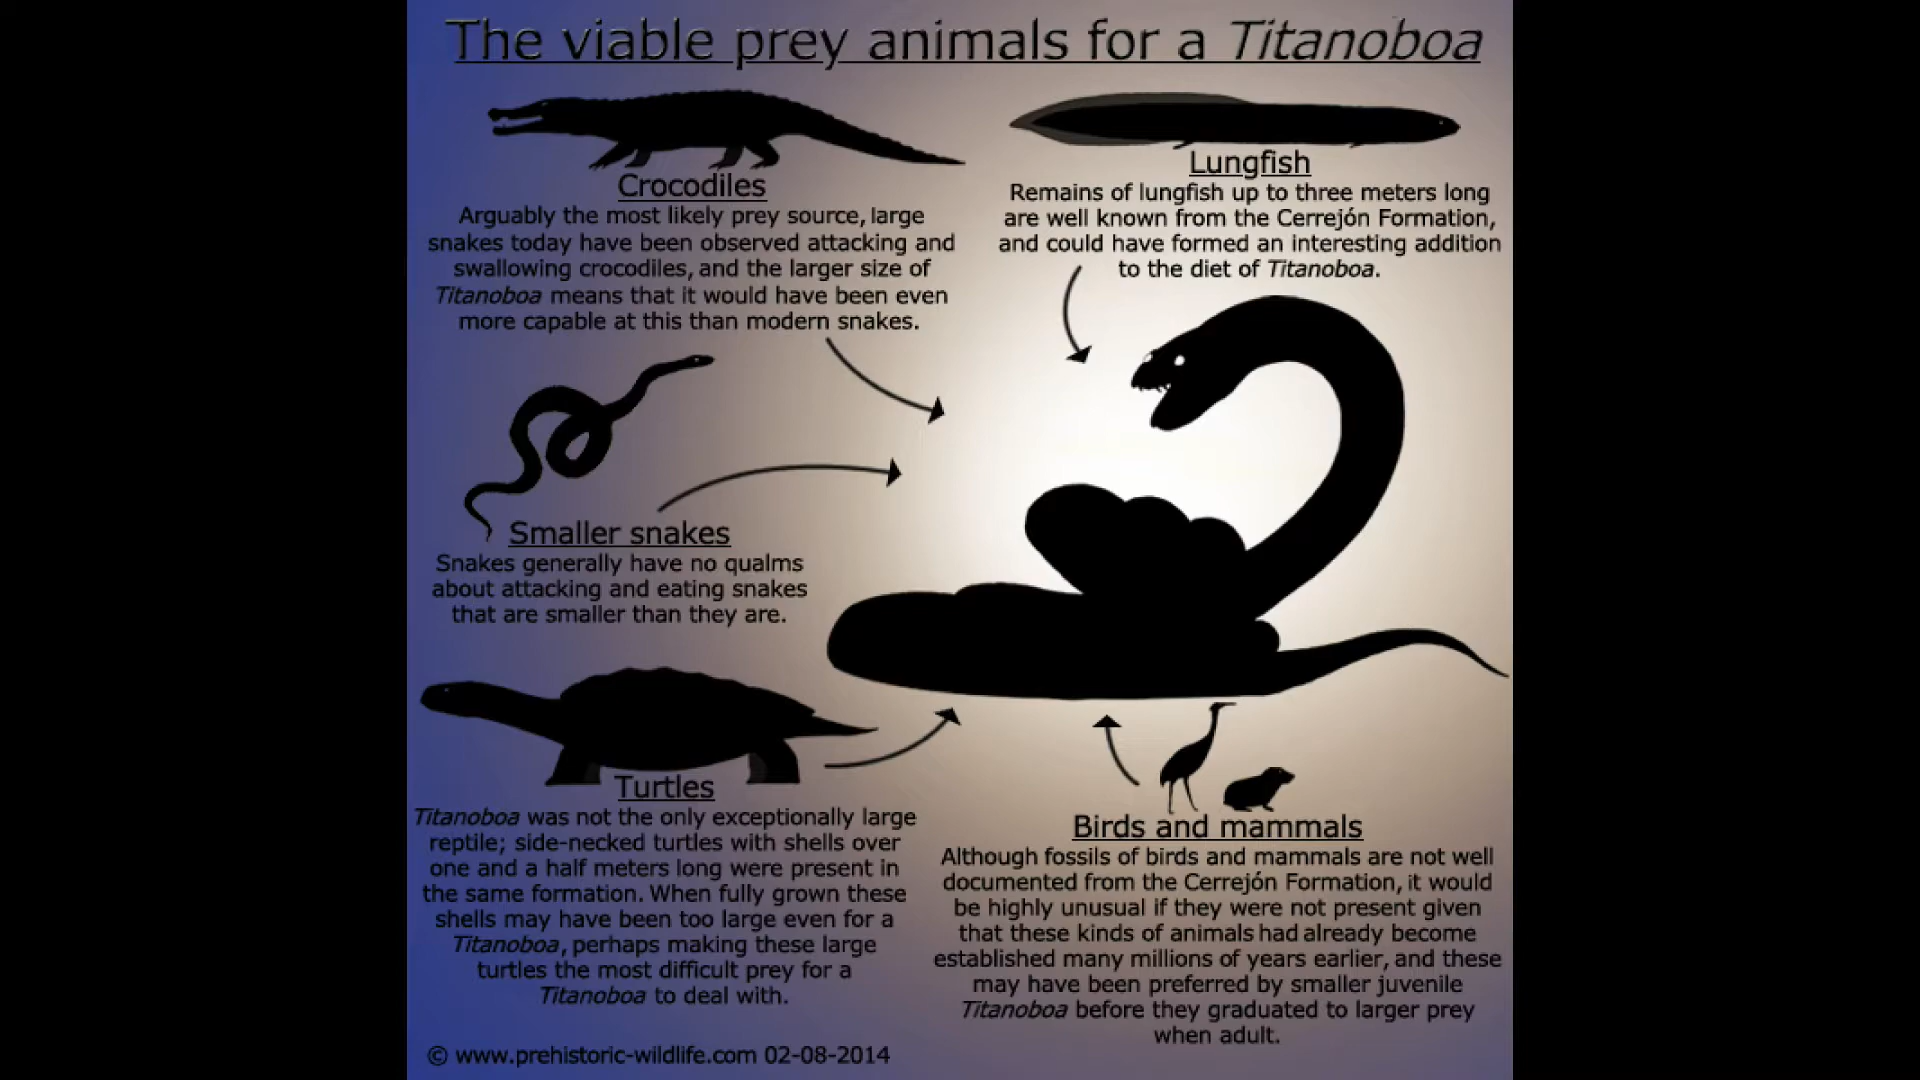 The viable prey animals for a Titanoboa
Crocodiles
Arguably the most likely prey source, large
snakes today have been observed attacking and
swallowing crocodiles, and the larger size of
Titanoboa means that it would have been even
more capable at this than modern snakes.
Lungfish
Remains of lungfish up to three meters long
are well known from the Cerrejón Formation,
and could have formed an interesting addition
to the diet of Titanoboa.
Smaller snakes
Snakes generally have no qualms
about attacking and eating snakes
that are smaller than they are.
Turtles
Titanoboa was not the only exceptionally large
reptile; side-necked turtles with shells over
one and a half meters long were present in
the same formation. When fully grown these
shells may have been too large even for a
Titanoboa, perhaps making these large
turtles the most difficult prey for a
Titanoboa to deal with.
Birds and mammals
Although fossils of birds and mammals are not well
documented from the Cerrejón Formation, it would
be highly unusual if they were not present given
that these kinds of animals had already become
established many millions of years earlier, and these
may have been preferred by smaller juvenile
Titanoboa before they graduated to larger prey
when adult.
© www.prehistoric-wildlife.com 02-08-2014